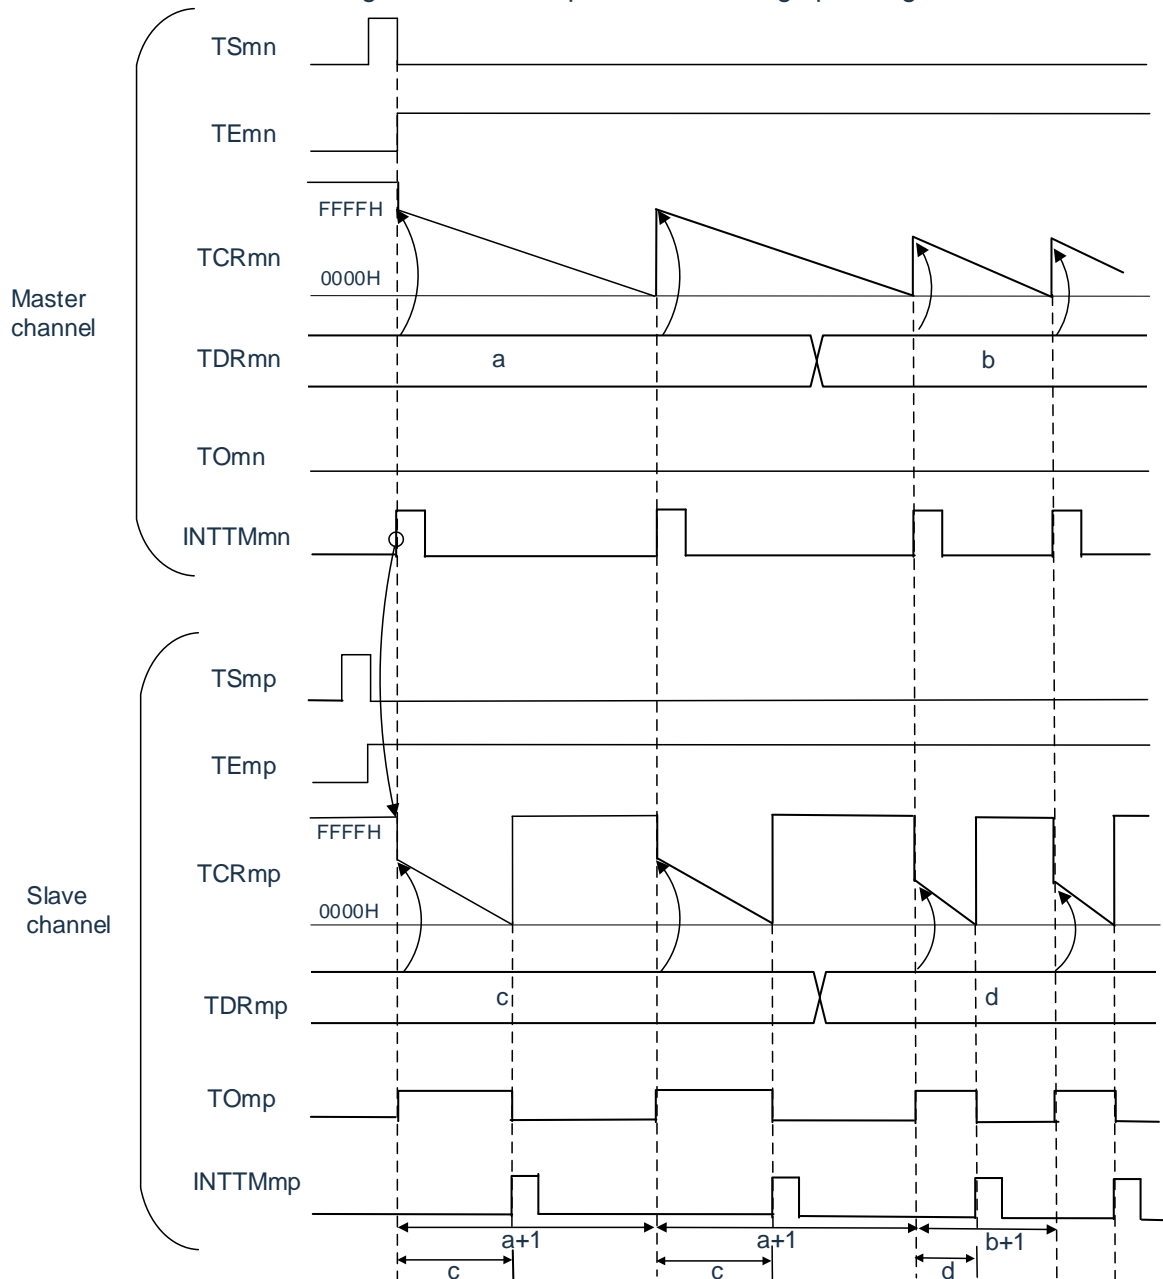 TSmn
TEmn
FFFFH
TCRmn
0000H
Master
channel
TDRmn
a
b
TOmn
INTTMmn
TSmp
TEmp
FFFFH
TCRmp
0000H
Slave
channel
TDRmp
c
d
TOmp
INTTMmp
a+1
a+1
b+1
c
c
d